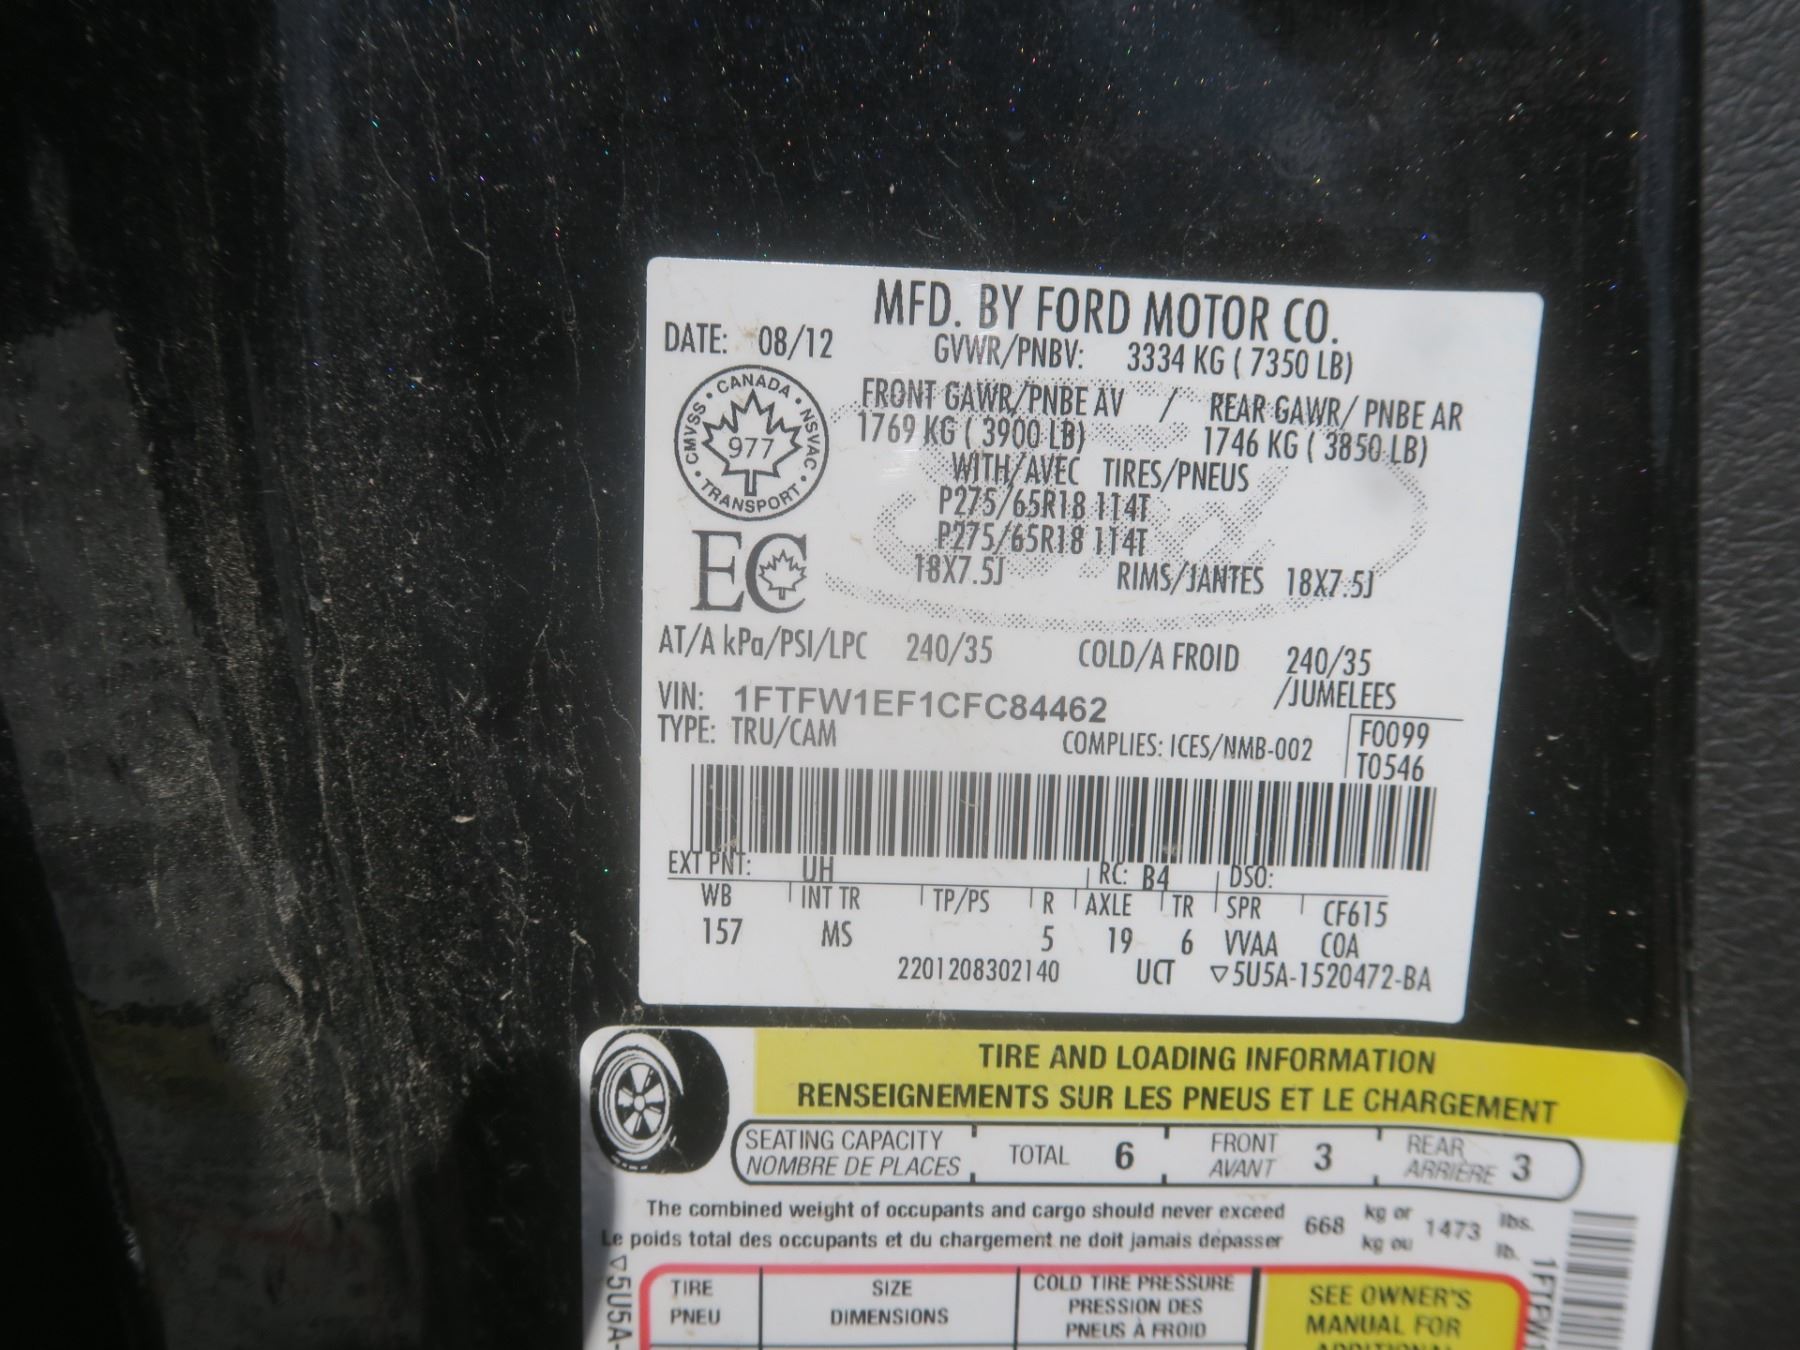 MFD. BY FORD MOTOR CO.
DATE: 08/12
GVWR/PNBV: 3334 KG ( 7350 LB)
FRONT GAWR/PNBE AV / REAR GAWR/ PNBE AR
1769 KG ( 3900 LB) 1746 KG ( 3850 LB)
WITH/AVEC TIRES/PNEUS
P275/65R18 114T
P275/65R18 114T
18X7.5J RIMS/JANTES 18X7.5J
CANADA • NSVAC • TRANSPORT • CMVSS •
977
EC
AT/A kPa/PSI/LPC 240/35 COLD/A FROID 240/35
/JUMELEES
VIN: 1FTFW1EF1CFC84462
TYPE: TRU/CAM COMPLIES: ICES/NMB-002
F0099
T0546
EXT PNT: UH RC: B4 DSO:
WB INT TR TP/PS R AXLE TR SPR CF615
157 MS 5 19 6 VVAA COA
2201208302140 UCT ▽5U5A-1520472-BA
TIRE AND LOADING INFORMATION
RENSEIGNEMENTS SUR LES PNEUS ET LE CHARGEMENT
SEATING CAPACITY
NOMBRE DE PLACES
TOTAL 6
FRONT
AVANT
3
REAR
ARRIÈRE
3
The combined weight of occupants and cargo should never exceed 668 kg or 1473 lbs.
Le poids total des occupants et du chargement ne doit jamais dépasser kg ou lb.
▽5U5A-
TIRE
PNEU
SIZE
DIMENSIONS
COLD TIRE PRESSURE
PRESSION DES
PNEUS À FROID
SEE OWNER'S
MANUAL FOR
ADDITIONAL
1FTFW1